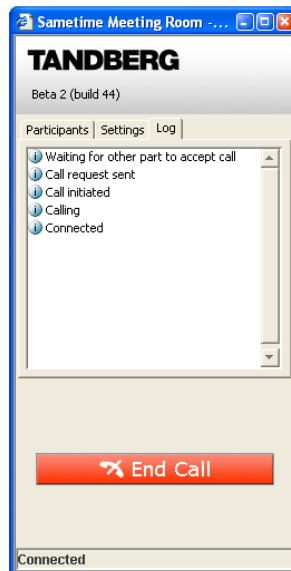 Sametime Meeting Room -...
TANDBERG
Beta 2 (build 44)
Participants Settings Log
Waiting for other part to accept call
Call request sent
Call initiated
Calling
Connected
End Call
Connected